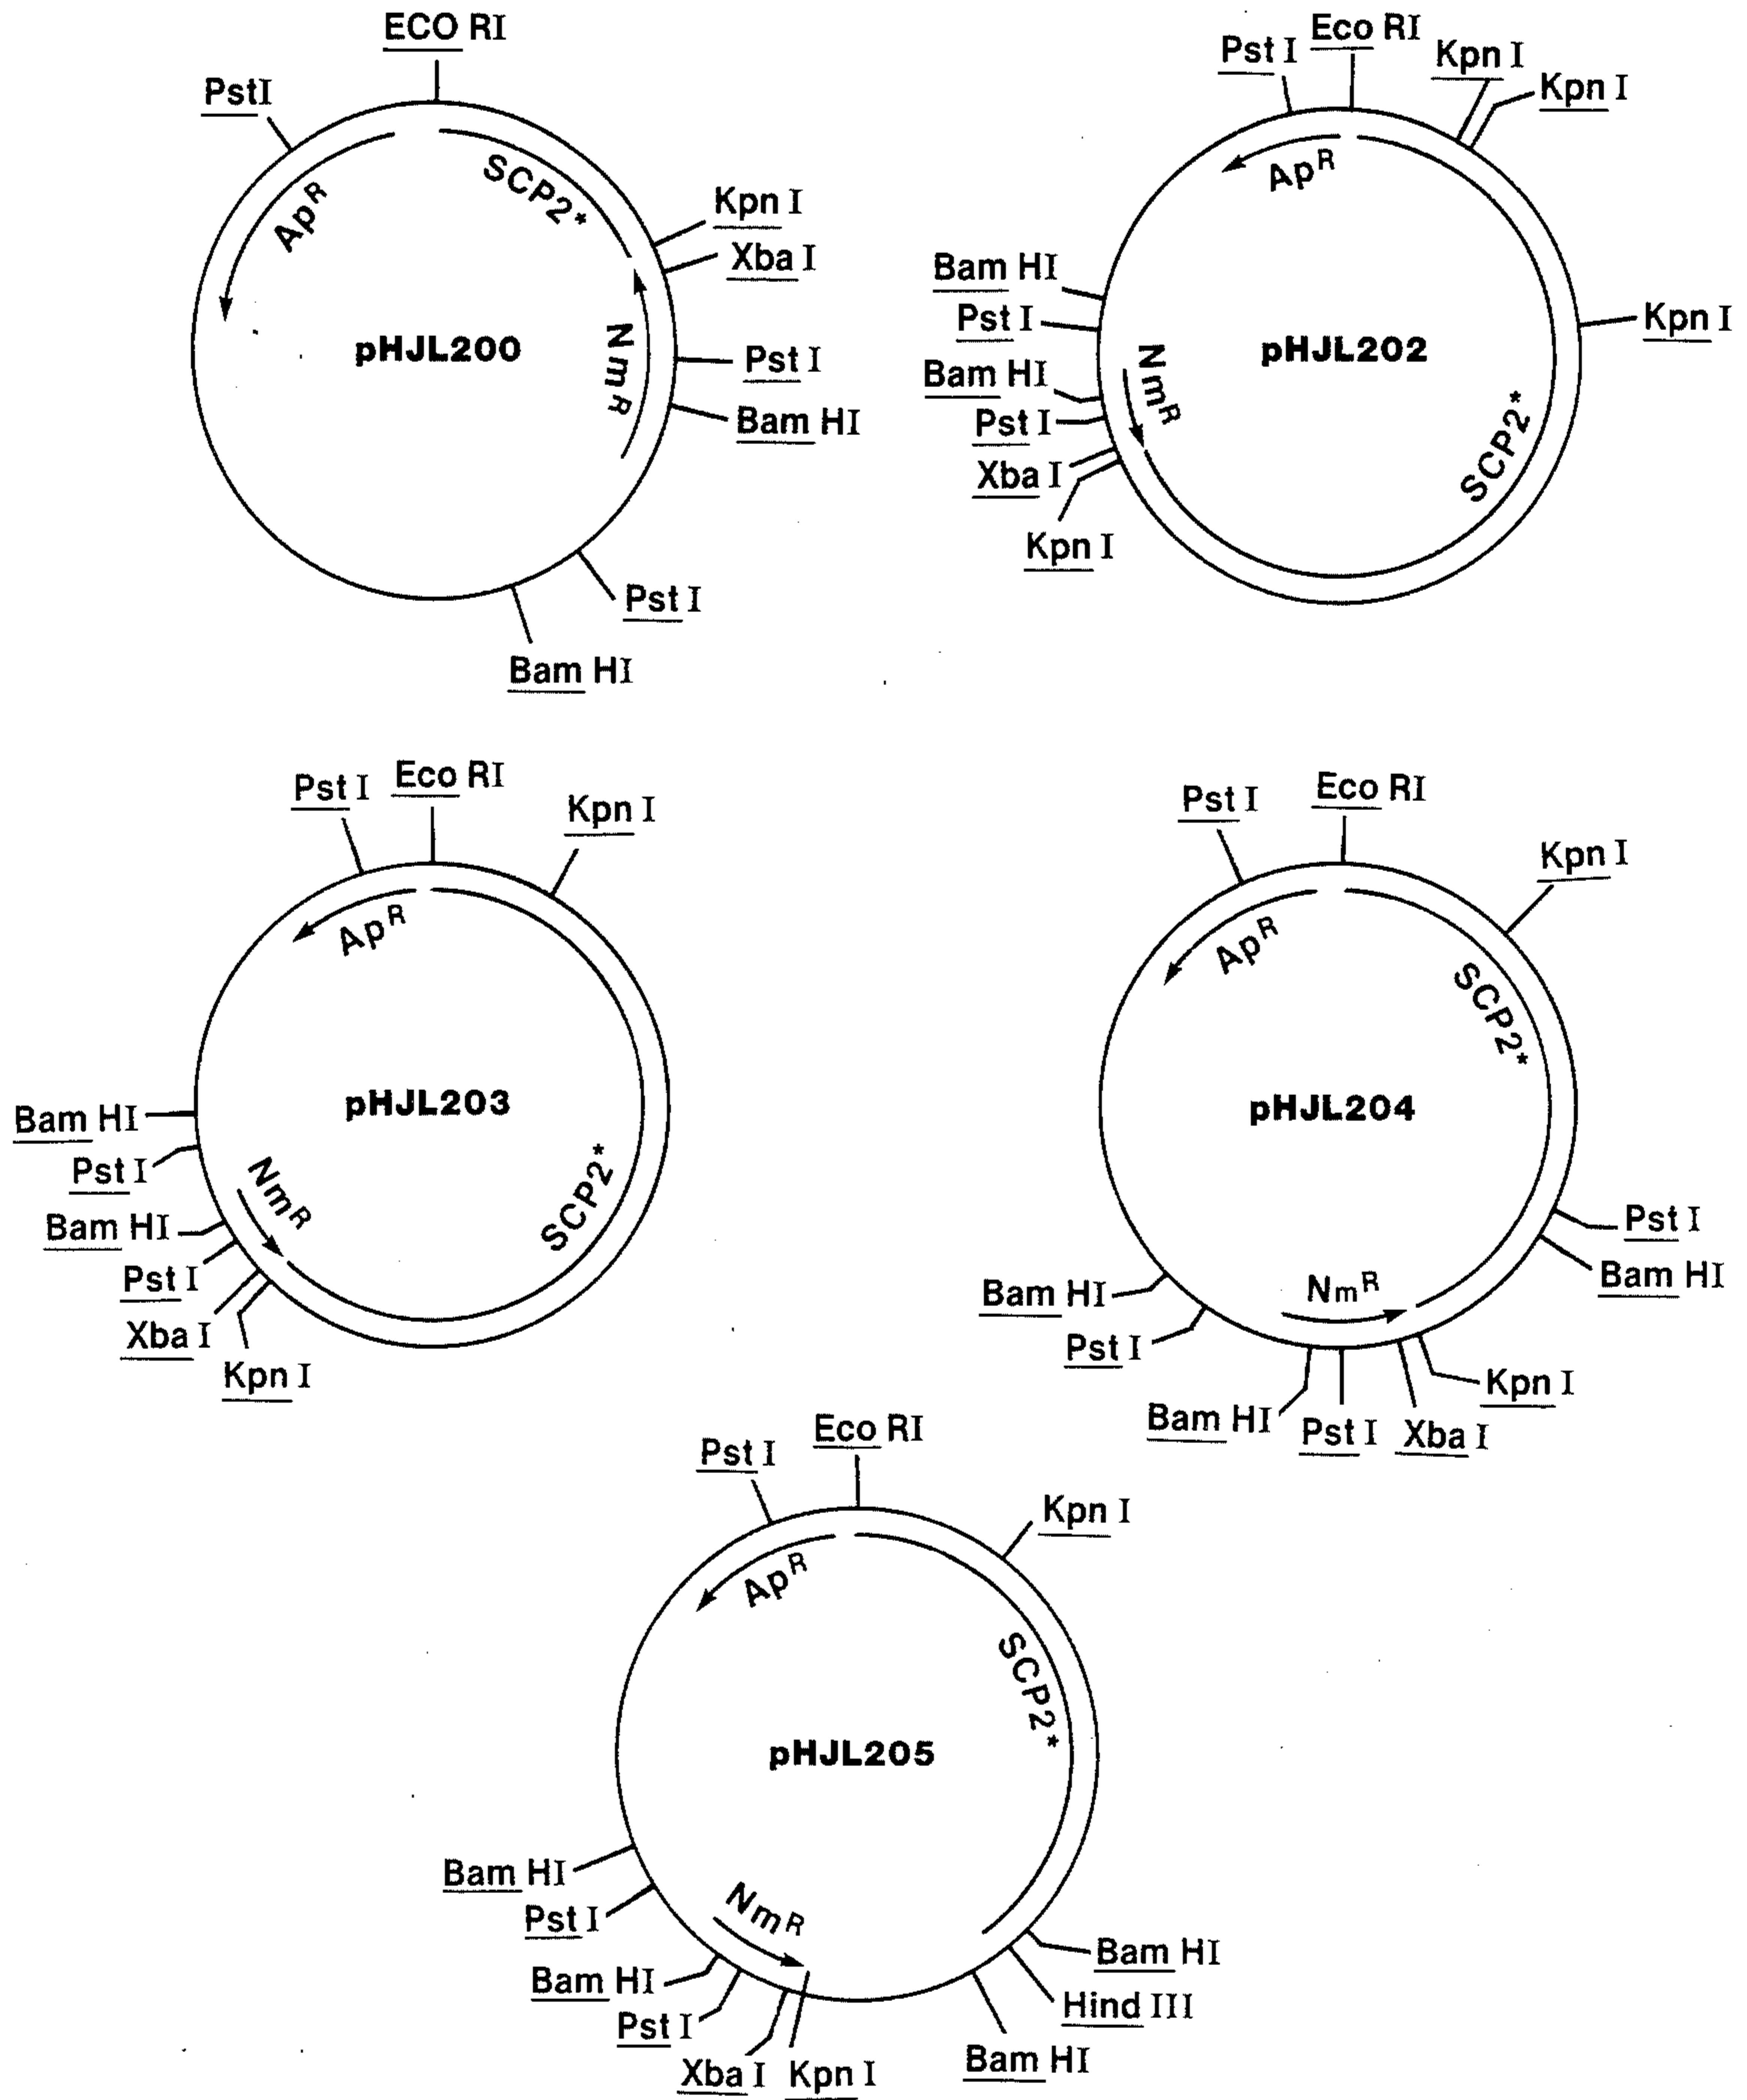 ECO RI
PstI
ApR
SCP2*
Kpn I
Xba I
NmR
Pst I
Bam HI
Pst I
Bam HI
pHJL200
Pst I
Eco RI
Kpn I
Kpn I
ApR
Bam HI
Pst I
Kpn I
pHJL202
Bam HI
NmR
Pst I
SCP2*
Xba I
Kpn I
Pst I
Eco RI
Kpn I
ApR
pHJL203
Bam HI
Pst I
NmR
SCP2*
Bam HI
Pst I
Xba I
Kpn I
Pst I
Eco RI
Kpn I
ApR
SCP2*
pHJL204
Pst I
Bam HI
Bam HI
NmR
Pst I
Kpn I
Bam HI
Pst I
Xba I
Pst I
Eco RI
Kpn I
ApR
SCP2*
pHJL205
Bam HI
NmR
Pst I
Bam HI
Bam HI
Hind III
Pst I
Bam HI
Xba I
Kpn I